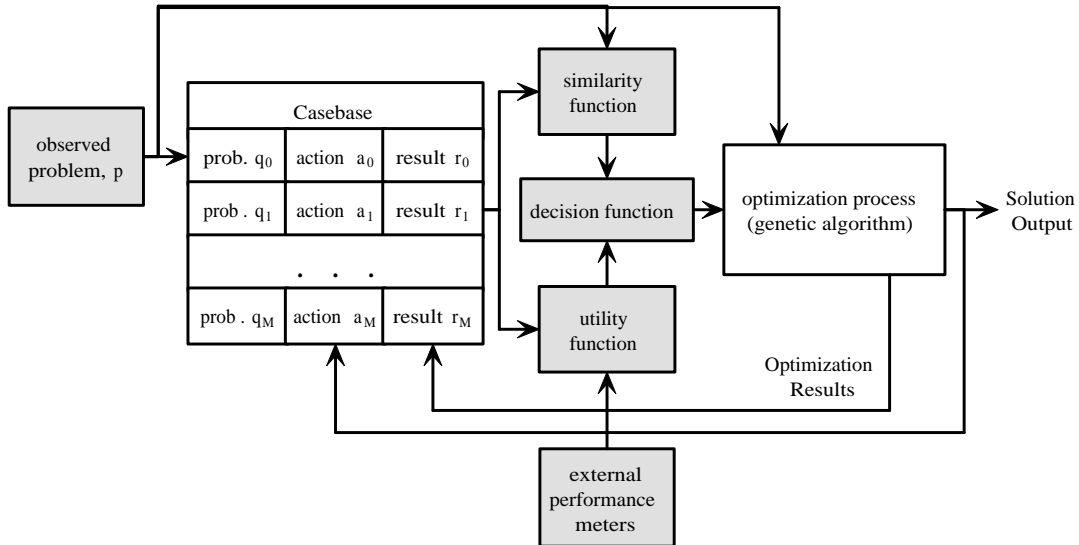 observed
problem, p
Casebase
prob. q0 action a0 result r0
prob. q1 action a1 result r1
. . .
prob. qM action aM result rM
similarity
function
decision function
utility
function
external
performance
meters
optimization process
(genetic algorithm)
Solution
Output
Optimization
Results